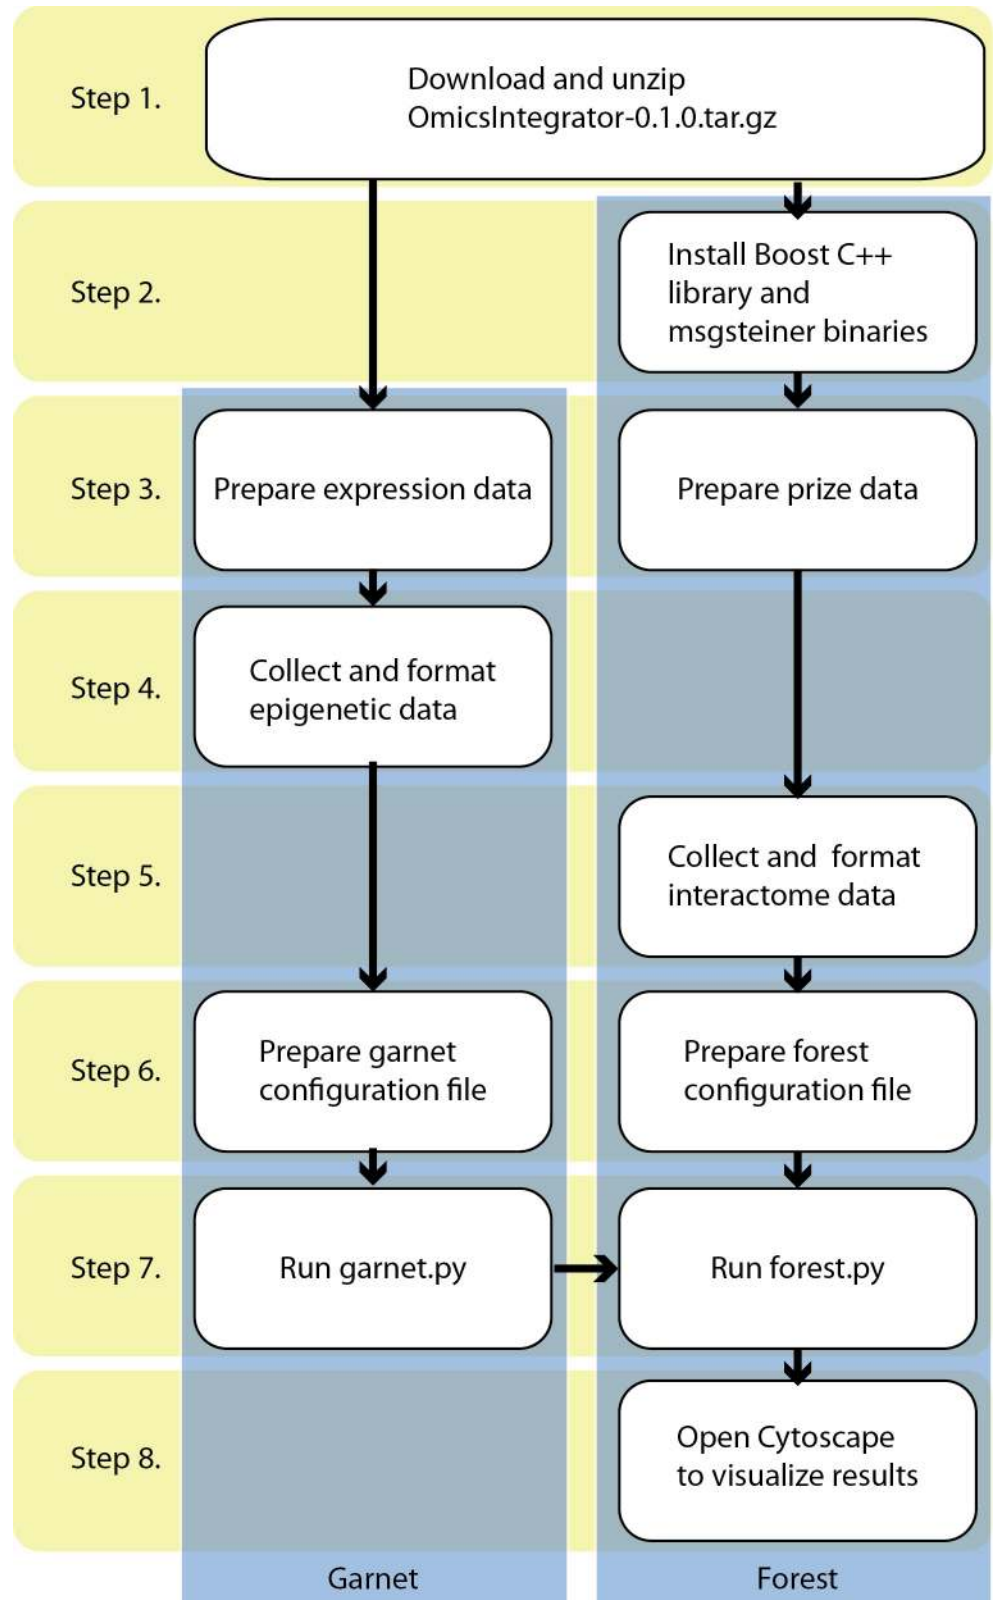 Step 1.
Download and unzip
OmicsIntegrator-0.1.0.tar.gz
Step 2.
Install Boost C++
library and
msgsteiner binaries
Step 3.
Prepare expression data
Prepare prize data
Step 4.
Collect and format
epigenetic data
Step 5.
Collect and  format
interactome data
Step 6.
Prepare garnet
configuration file
Prepare forest
configuration file
Step 7.
Run garnet.py
Run forest.py
Step 8.
Open Cytoscape
to visualize results
Garnet
Forest